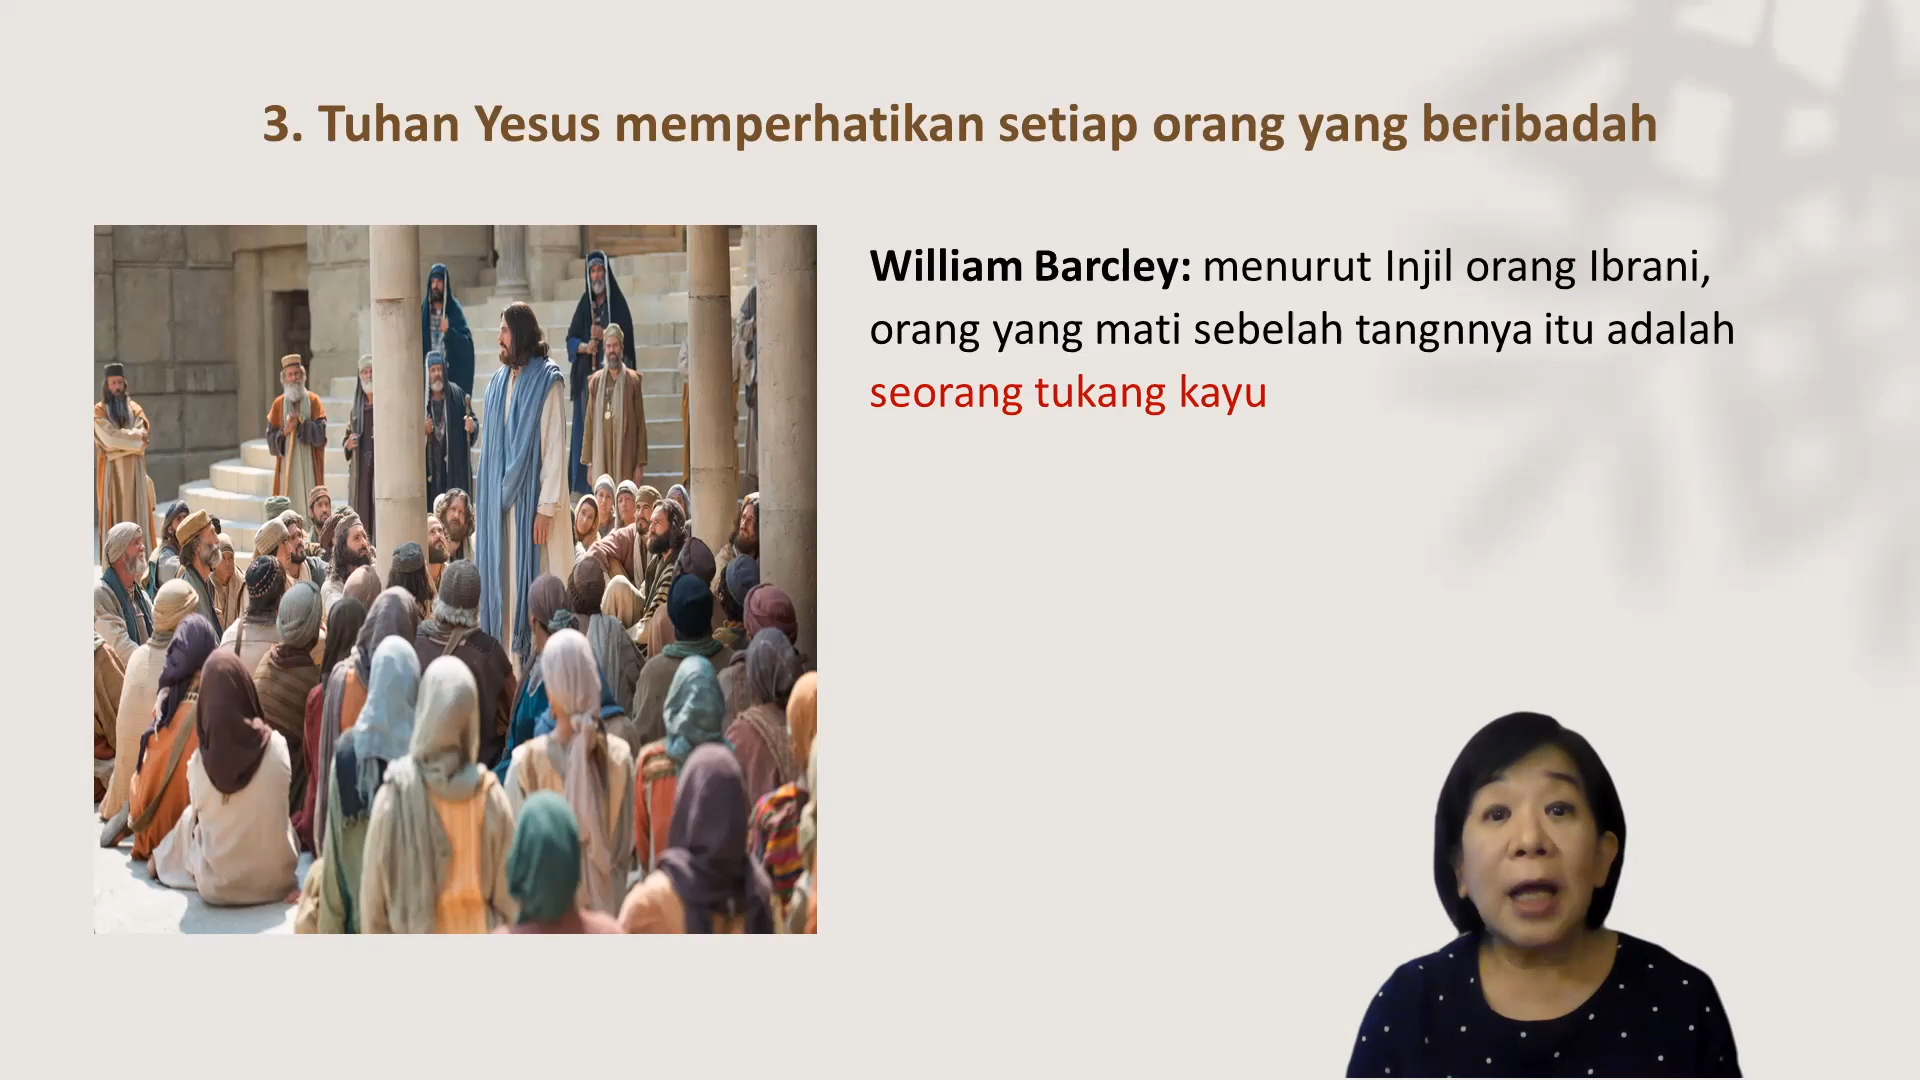 3. Tuhan Yesus memperhatikan setiap orang yang beribadah
William Barcley: menurut Injil orang Ibrani,
orang yang mati sebelah tangnnya itu adalah
seorang tukang kayu